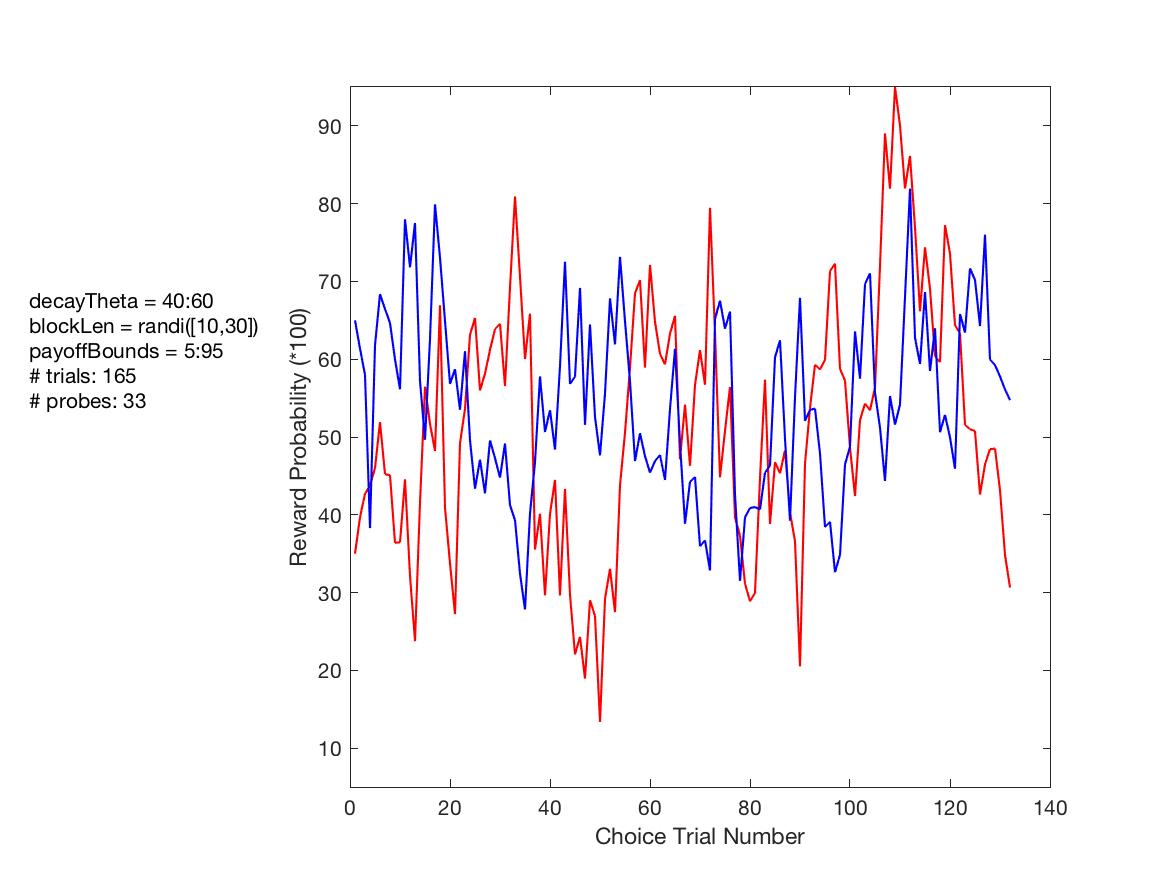 decayTheta = 40:60
blockLen = randi([10,30])
payoffBounds = 5:95
# trials: 165
# probes: 33
Reward Probability (*100)
90
80
70
60
50
40
30
20
10
0 20 40 60 80 100 120 140
Choice Trial Number